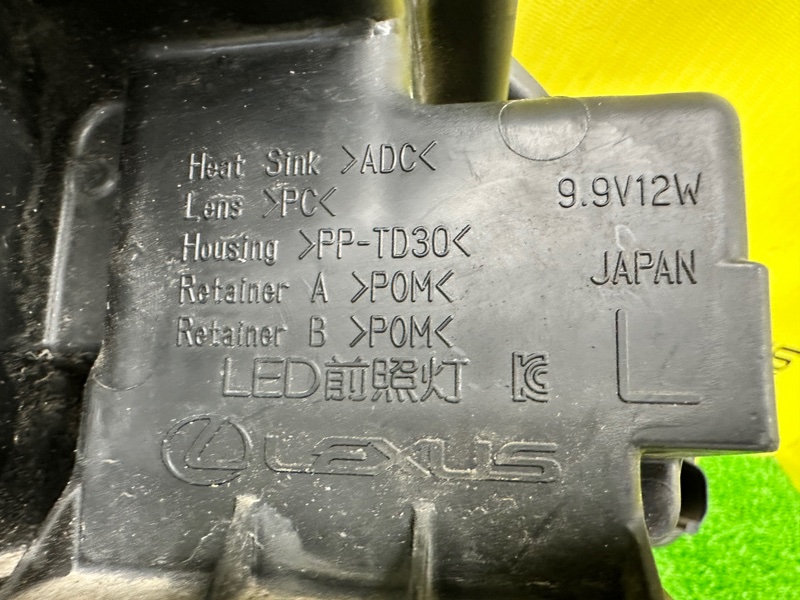 Heat Sink >ADC<
Lens >PC<
Housing >PP-TD30<
Retainer A >POM<
Retainer B >POM<
LED前照灯
LEXUS
9.9V12W
JAPAN
L